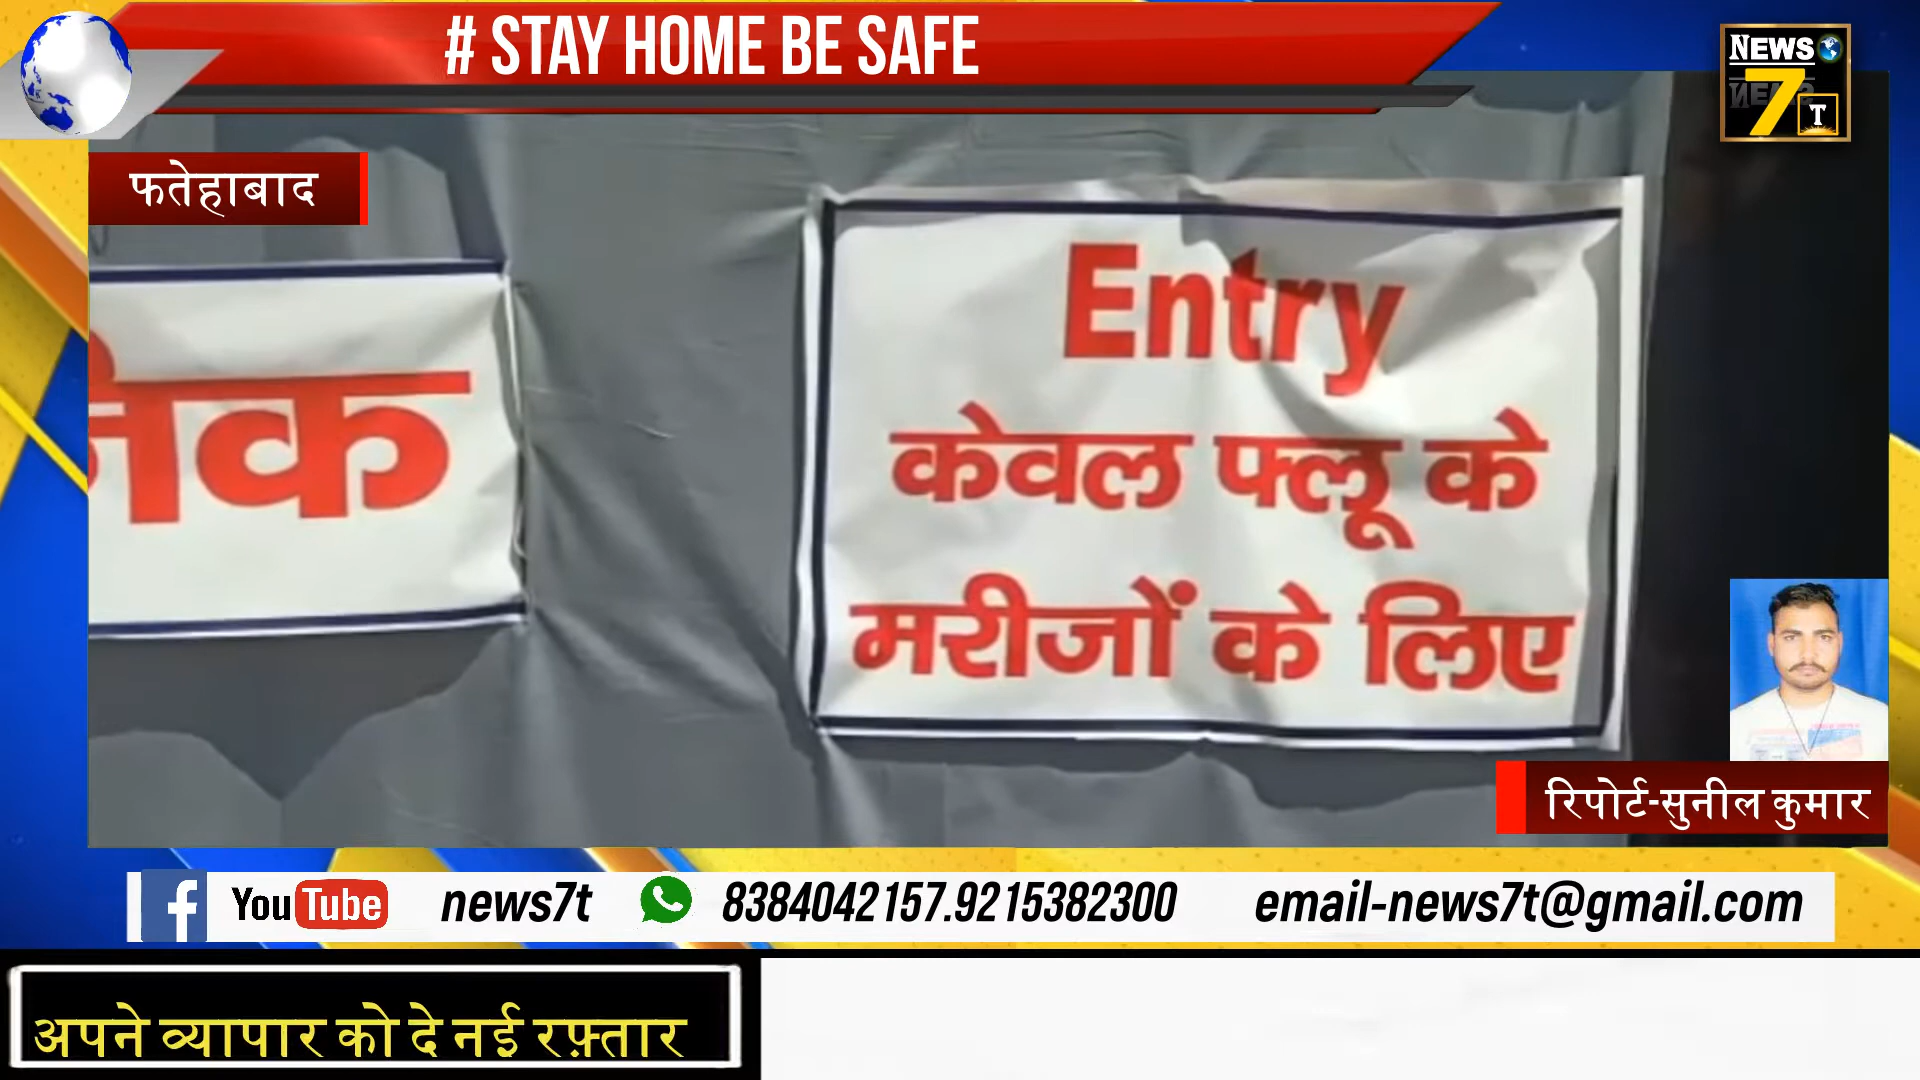 # STAY HOME BE SAFE
NEWS
7
T
फतेहाबाद
Entry
केवल फ्लू के
मरीजों के लिए
रिपोर्ट-सुनील कुमार
f YouTube news7t 8384042157.9215382300 email-news7t@gmail.com
अपने व्यापार को दे नई रफ़्तार